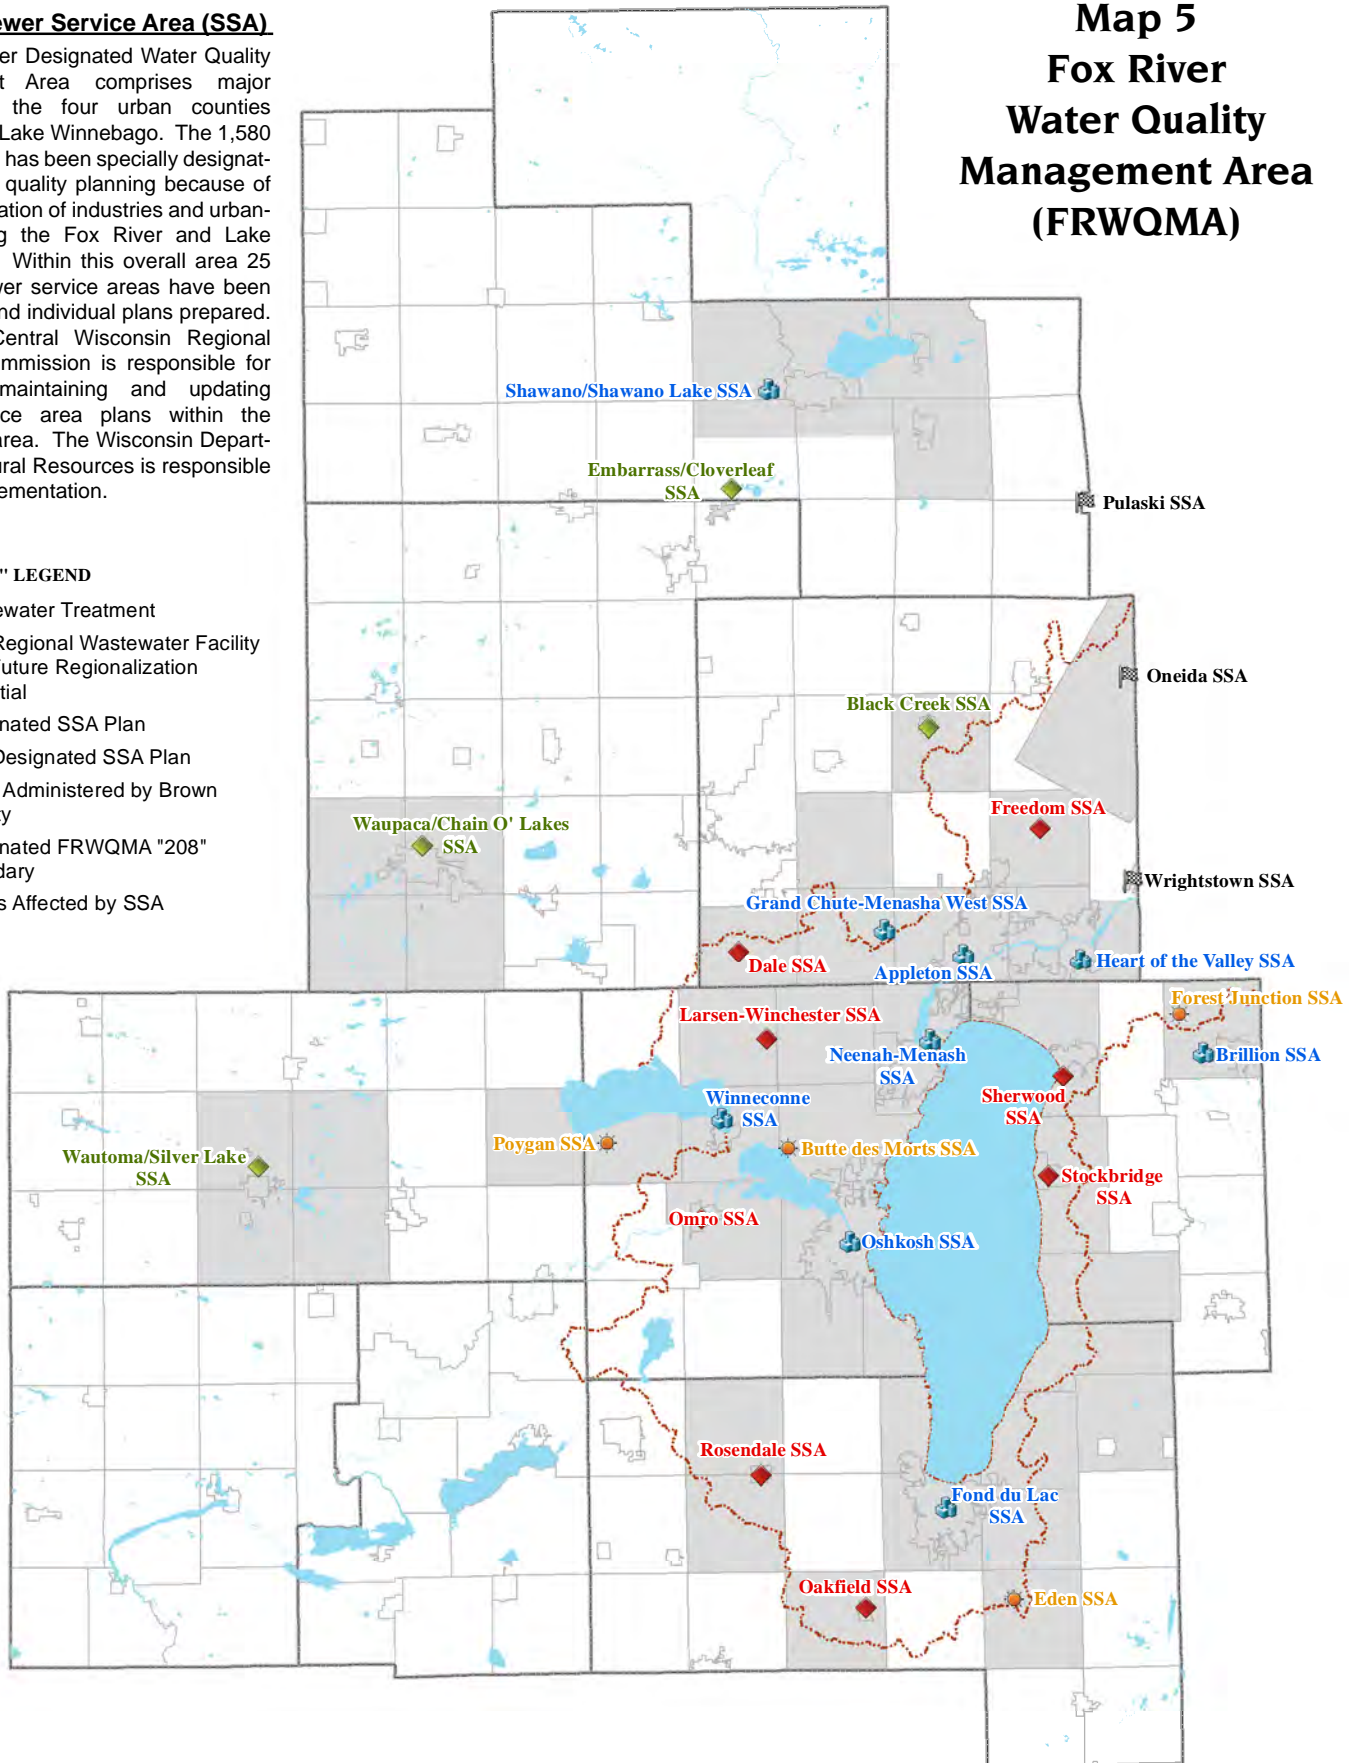 ewer Service Area (SSA)
er Designated Water Quality
t Area comprises major
the four urban counties
Lake Winnebago. The 1,580
has been specially designat-
quality planning because of
ation of industries and urban-
g the Fox River and Lake
Within this overall area 25
wer service areas have been
nd individual plans prepared.
Central Wisconsin Regional
mmission is responsible for
maintaining and updating
ice area plans within the
area. The Wisconsin Depart-
ural Resources is responsible
ementation.
" LEGEND
ewater Treatment
Regional Wastewater Facility
Future Regionalization
tial
nated SSA Plan
Designated SSA Plan
Administered by Brown
ty
nated FRWQMA "208"
dary
s Affected by SSA
Map 5
Fox River
Water Quality
Management Area
(FRWQMA)
Shawano/Shawano Lake SSA
Embarrass/Cloverleaf
SSA
Pulaski SSA
Oneida SSA
Black Creek SSA
Freedom SSA
Waupaca/Chain O' Lakes
SSA
Wrightstown SSA
Grand Chute-Menasha West SSA
Dale SSA
Appleton SSA
Heart of the Valley SSA
Forest Junction SSA
Larsen-Winchester SSA
Neenah-Menash
SSA
Brillion SSA
Sherwood
SSA
Winneconne
SSA
Poygan SSA
Butte des Morts SSA
Wautoma/Silver Lake
SSA
Stockbridge
SSA
Omro SSA
Oshkosh SSA
Rosendale SSA
Fond du Lac
SSA
Oakfield SSA
Eden SSA